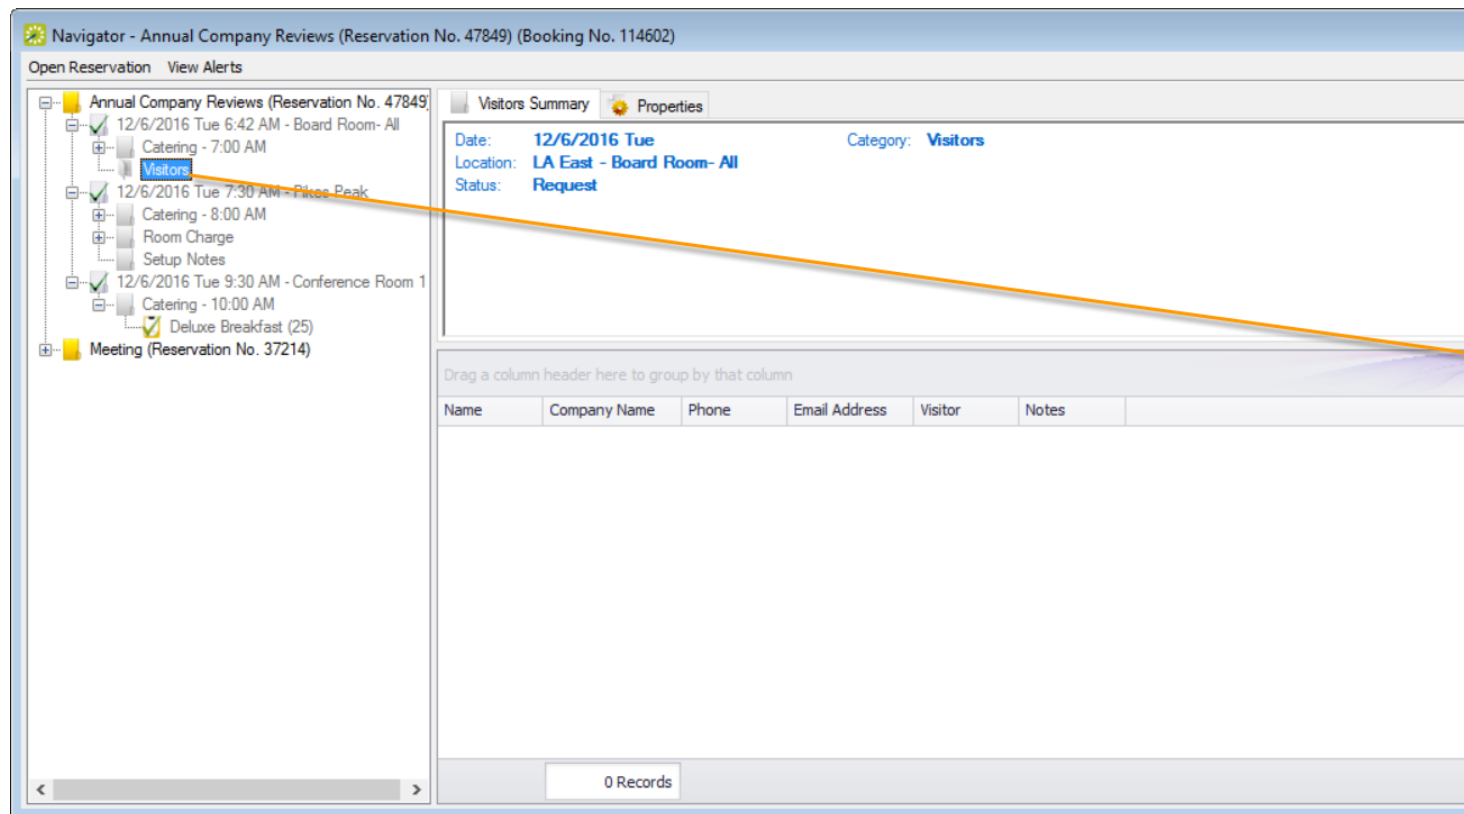 Navigator - Annual Company Reviews (Reservation No. 47849) (Booking No. 114602)
Open Reservation View Alerts
Annual Company Reviews (Reservation No. 47849)
12/6/2016 Tue 6:42 AM - Board Room- All
Catering - 7:00 AM
Visitors
12/6/2016 Tue 7:30 AM - Pikes Peak
Catering - 8:00 AM
Room Charge
Setup Notes
12/6/2016 Tue 9:30 AM - Conference Room 1
Catering - 10:00 AM
Deluxe Breakfast (25)
Meeting (Reservation No. 37214)
Visitors Summary Properties
Date: 12/6/2016 Tue Category: Visitors
Location: LA East - Board Room- All
Status: Request
Drag a column header here to group by that column
Name Company Name Phone Email Address Visitor Notes
0 Records